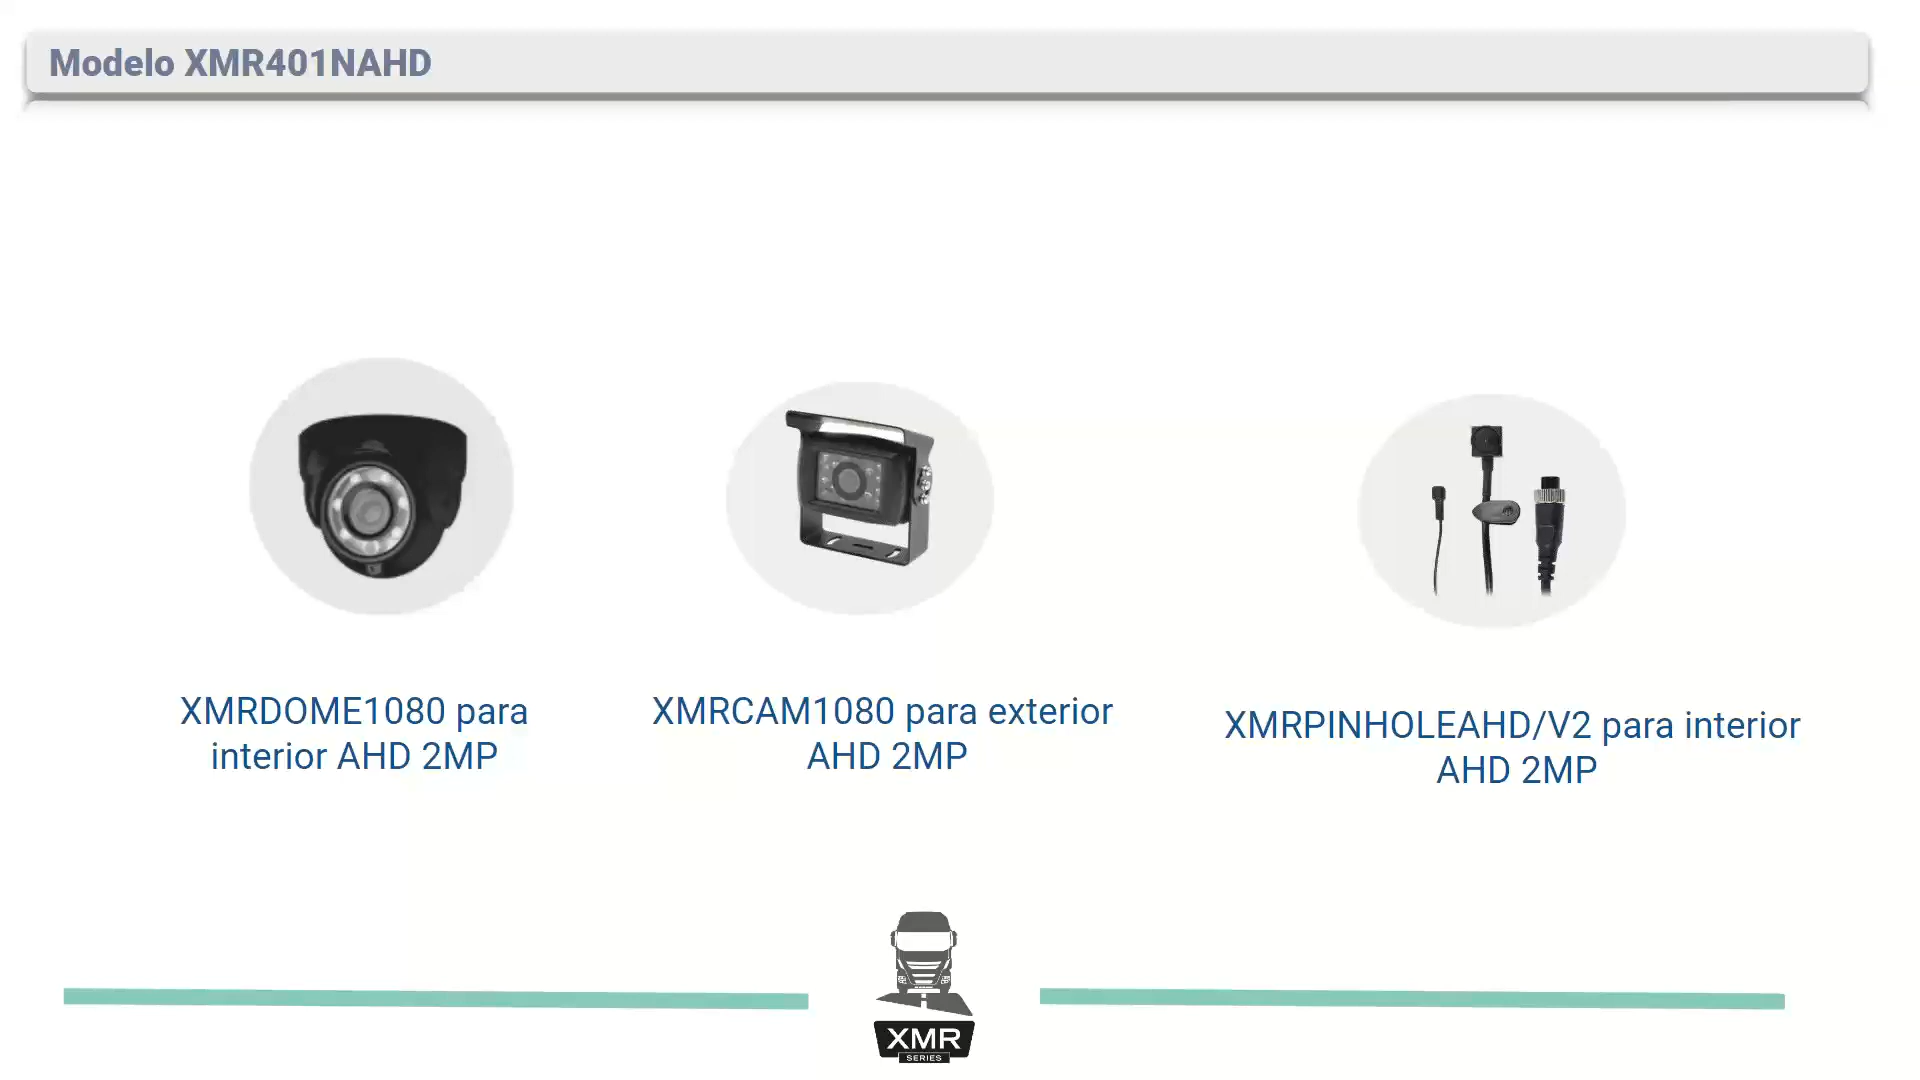 Modelo XMR401NAHD
XMRDOME1080 para
interior AHD 2MP
XMRCAM1080 para exterior
AHD 2MP
XMRPINHOLEAHD/V2 para interior
AHD 2MP
XMR
SERIES